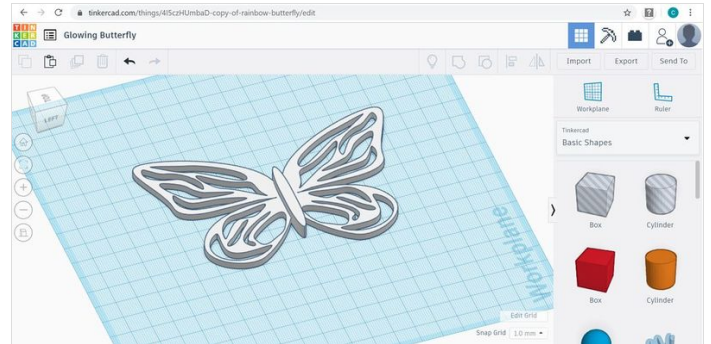 tinkercad.com/things/4I5czHUmbaD-copy-of-rainbow-butterfly/edit
TIN
KER
CAD
Glowing Butterfly
Import
Export
Send To
LEFT
Workplane
Ruler
Tinkercad
Basic Shapes
Box
Cylinder
Box
Cylinder
Workplane
Edit Grid
Snap Grid
1.0 mm